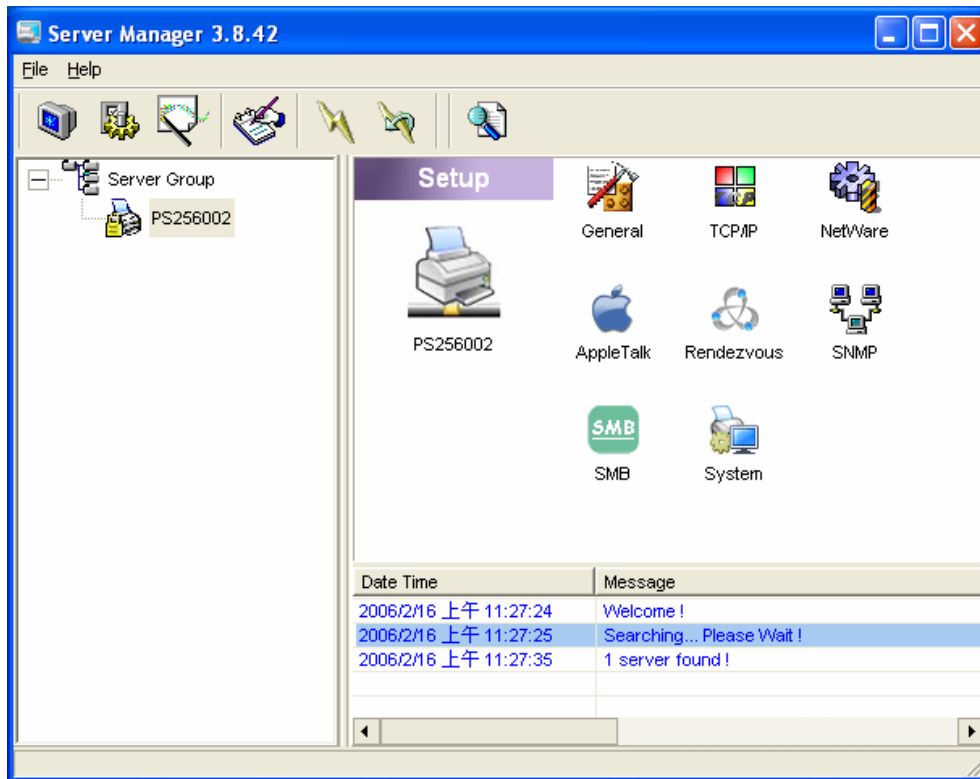 Server Manager 3.8.42
File Help
Server Group
PS256002
Setup
PS256002
General
TCP/IP
NetWare
AppleTalk
Rendezvous
SNMP
SMB
SMB
System
Date Time Message
2006/2/16 上午 11:27:24 Welcome !
2006/2/16 上午 11:27:25 Searching... Please Wait !
2006/2/16 上午 11:27:35 1 server found !